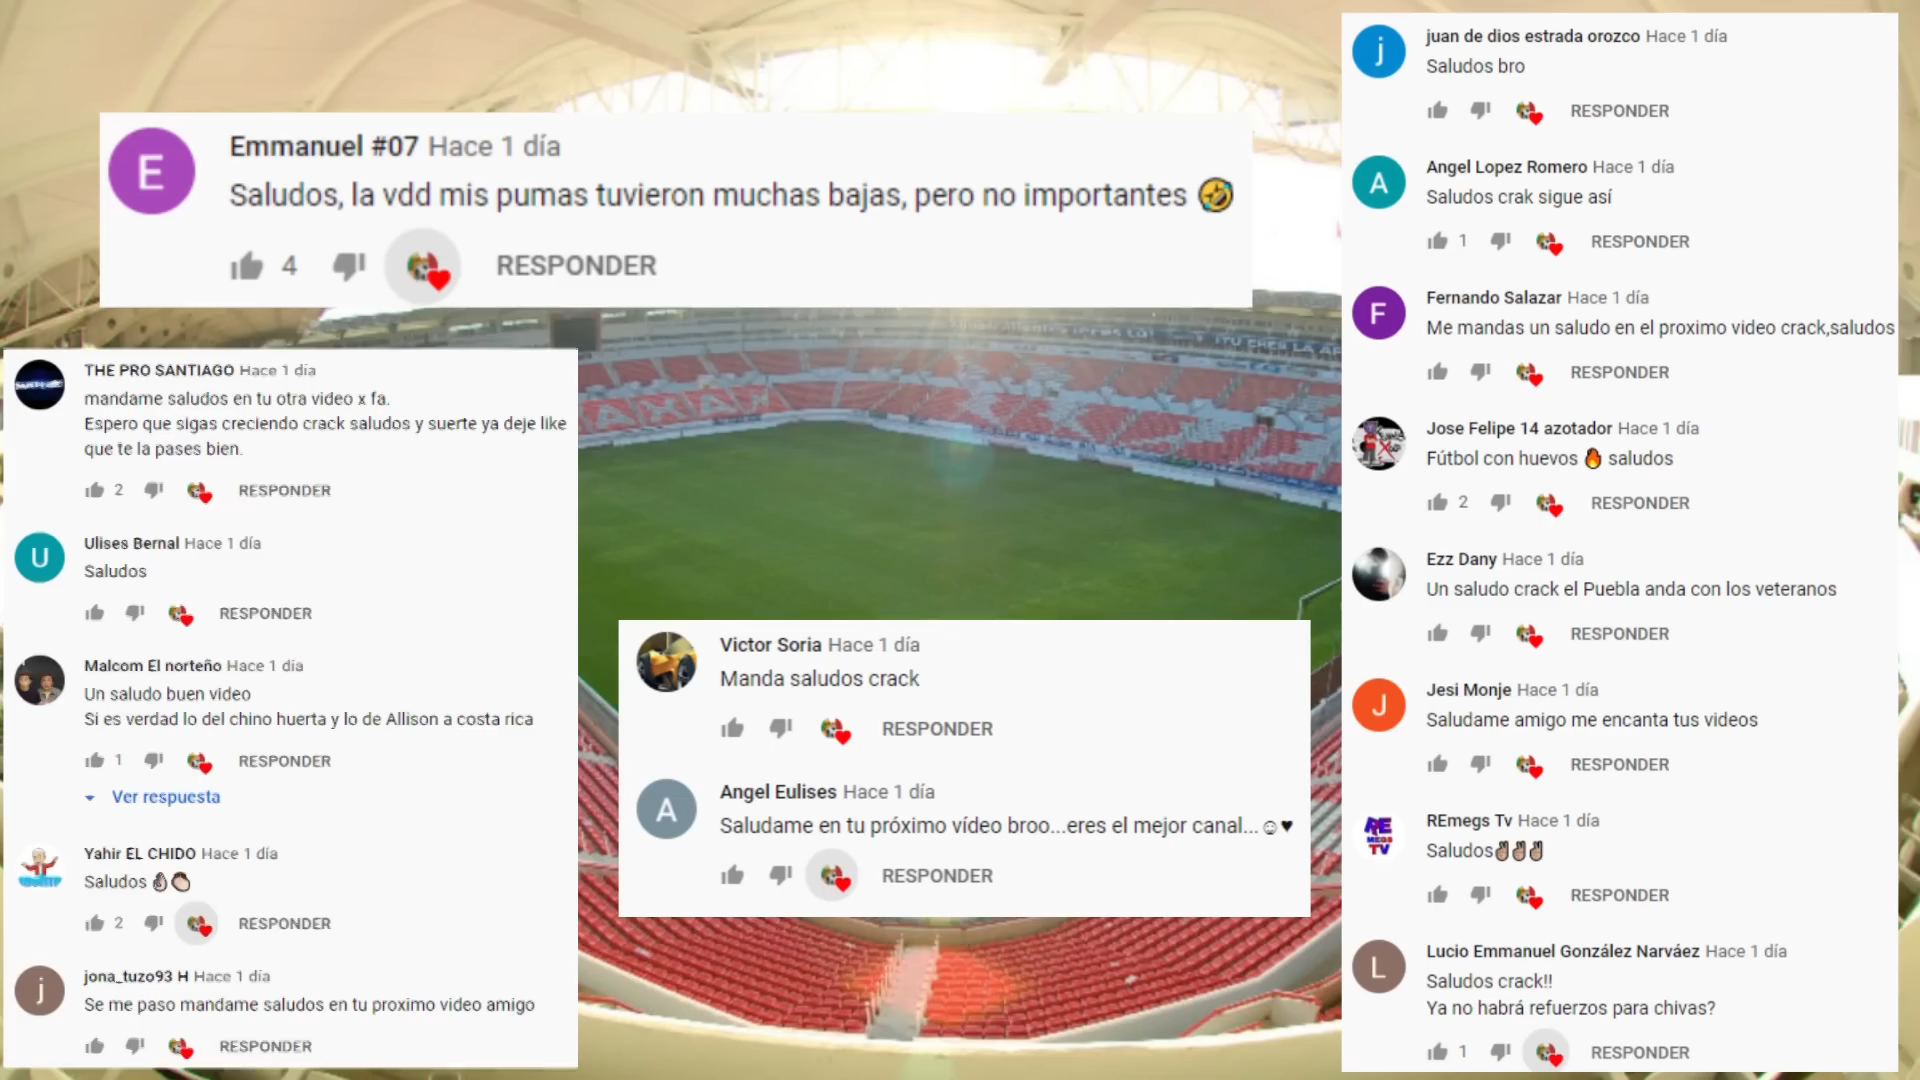 Emmanuel #07 Hace 1 día
Saludos, la vdd mis pumas tuvieron muchas bajas, pero no importantes 🤣
4 RESPONDER
THE PRO SANTIAGO Hace 1 día
mandame saludos en tu otra video x fa.
Espero que sigas creciendo crack saludos y suerte ya deje like
que te la pases bien.
2 RESPONDER
U
Ulises Bernal Hace 1 día
Saludos
RESPONDER
Malcom El norteño Hace 1 día
Un saludo buen video
Si es verdad lo del chino huerta y lo de Allison a costa rica
1 RESPONDER
Ver respuesta
Yahir EL CHIDO Hace 1 día
Saludos
2 RESPONDER
j
jona_tuzo93 H Hace 1 día
Se me paso mandame saludos en tu proximo video amigo
RESPONDER
Victor Soria Hace 1 día
Manda saludos crack
RESPONDER
A
Angel Eulises Hace 1 día
Saludame en tu próximo vídeo broo...eres el mejor canal...☺♥
RESPONDER
j
juan de dios estrada orozco Hace 1 día
Saludos bro
RESPONDER
A
Angel Lopez Romero Hace 1 día
Saludos crak sigue así
1 RESPONDER
F
Fernando Salazar Hace 1 día
Me mandas un saludo en el proximo video crack,saludos
RESPONDER
Jose Felipe 14 azotador Hace 1 día
Fútbol con huevos 🔥 saludos
2 RESPONDER
Ezz Dany Hace 1 día
Un saludo crack el Puebla anda con los veteranos
RESPONDER
J
Jesi Monje Hace 1 día
Saludame amigo me encanta tus videos
RESPONDER
RE
MEGS
TV
REmegs Tv Hace 1 día
Saludos✌✌✌
RESPONDER
L
Lucio Emmanuel González Narváez Hace 1 día
Saludos crack!!
Ya no habrá refuerzos para chivas?
1 RESPONDER
E